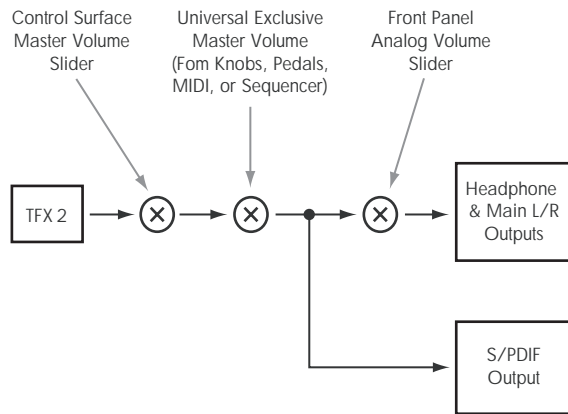 Control Surface
Master Volume
Slider
Universal Exclusive
Master Volume
(Fom Knobs, Pedals,
MIDI, or Sequencer)
Front Panel
Analog Volume
Slider
TFX 2
Headphone
& Main L/R
Outputs
S/PDIF
Output